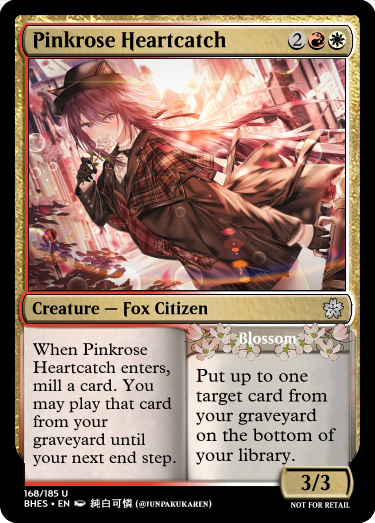 Pinkrose Heartcatch 2
Creature — Fox Citizen
When Pinkrose
Heartcatch enters,
mill a card. You
may play that card
from your
graveyard until
your next end step.
Blossom
Put up to one
target card from
your graveyard
on the bottom of
your library.
3/3
168/185 U
BHES • EN 純白可憐 (@JUNPAKUKAREN)
NOT FOR RETAIL